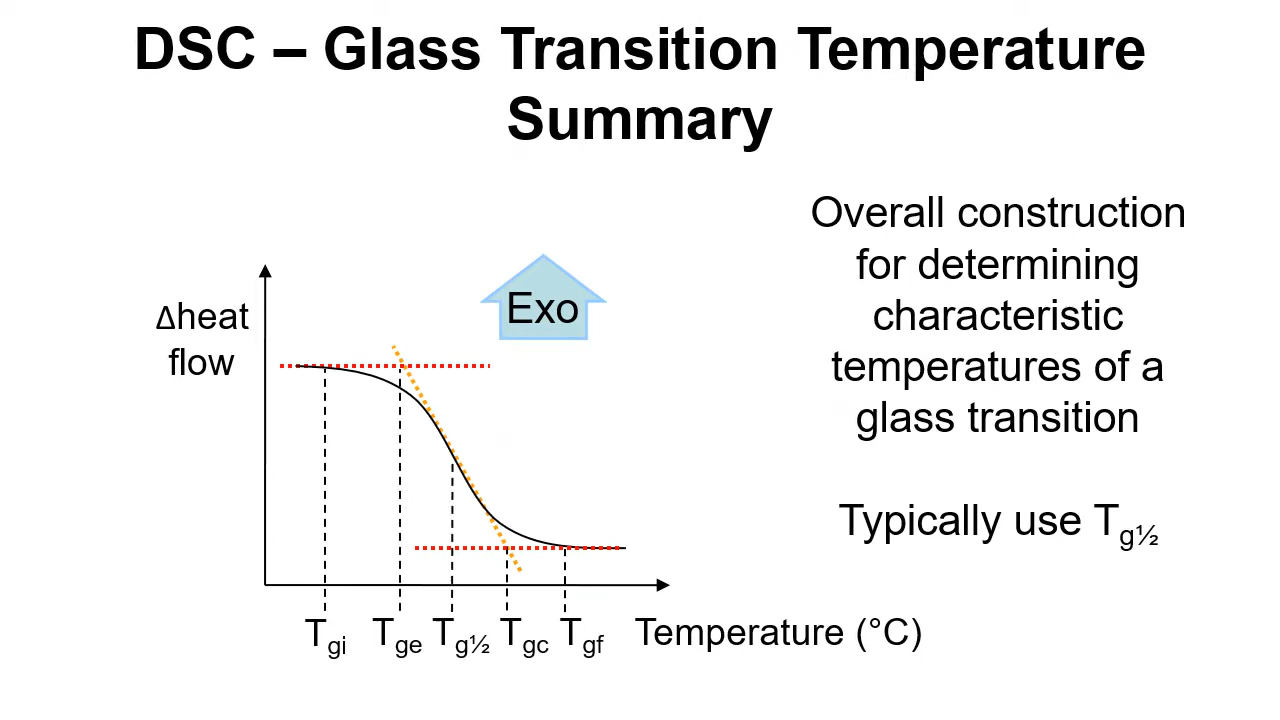 DSC – Glass Transition Temperature
Summary
Overall construction
for determining
characteristic
temperatures of a
glass transition
Typically use Tg½
Exo
Δheat
flow
Tgi Tge Tg½ Tgc Tgf Temperature (°C)